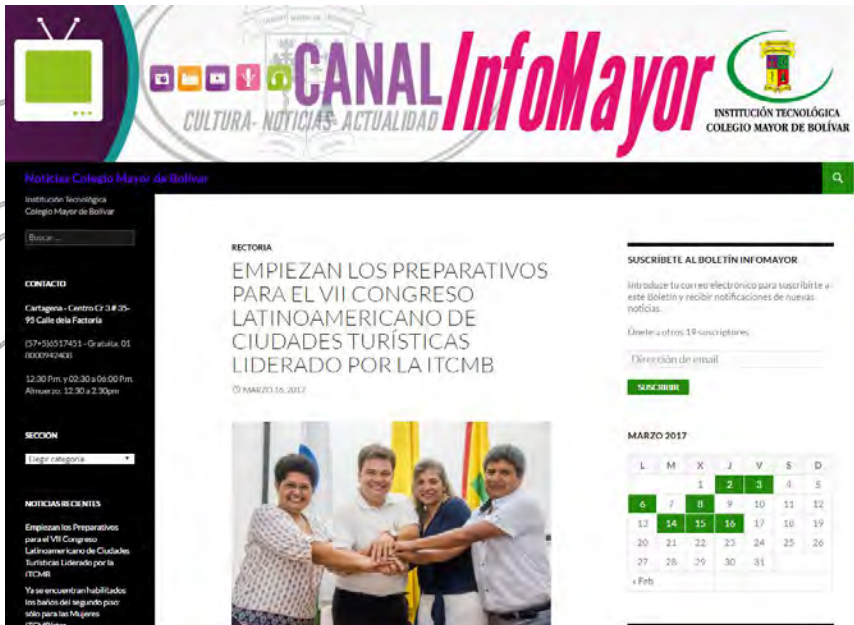 CANAL InfoMayor
CULTURA- NOTICIAS- ACTUALIDAD
INSTITUCIÓN TECNOLÓGICA
COLEGIO MAYOR DE BOLÍVAR
Noticias Colegio Mayor de Bolívar
Institución Tecnológica
Colegio Mayor de Bolívar
Buscar ...
CONTACTO
Cartagena - Centro Cr 3 # 35-
95 Calle dela Factoría
(57+5)6517451 - Gratuita: 01
8000942408
12:30 Pm. y 02:30 a 06:00 Pm.
Almuerzo: 12.30 a 2.30pm
SECCIÓN
Elegir categoría
NOTICIAS RECIENTES
Empiezan los Preparativos
para el VII Congreso
Latinoamericano de Ciudades
Turísticas Liderado por la
ITCMB
Ya se encuentran habilitados
los baños del segundo piso:
sólo para las Mujeres
RECTORIA
EMPIEZAN LOS PREPARATIVOS
PARA EL VII CONGRESO
LATINOAMERICANO DE
CIUDADES TURÍSTICAS
LIDERADO POR LA ITCMB
MARZO 16, 2017
SUSCRÍBETE AL BOLETÍN INFOMAYOR
Introduce tu correo electrónico para suscribirte a
este Boletín y recibir notificaciones de nuevas
noticias.
Únete a otros 19 suscriptores
Dirección de email
SUSCRIBIR
MARZO 2017
L M X J V S D
1 2 3 4 5
6 7 8 9 10 11 12
13 14 15 16 17 18 19
20 21 22 23 24 25 26
27 28 29 30 31
« Feb